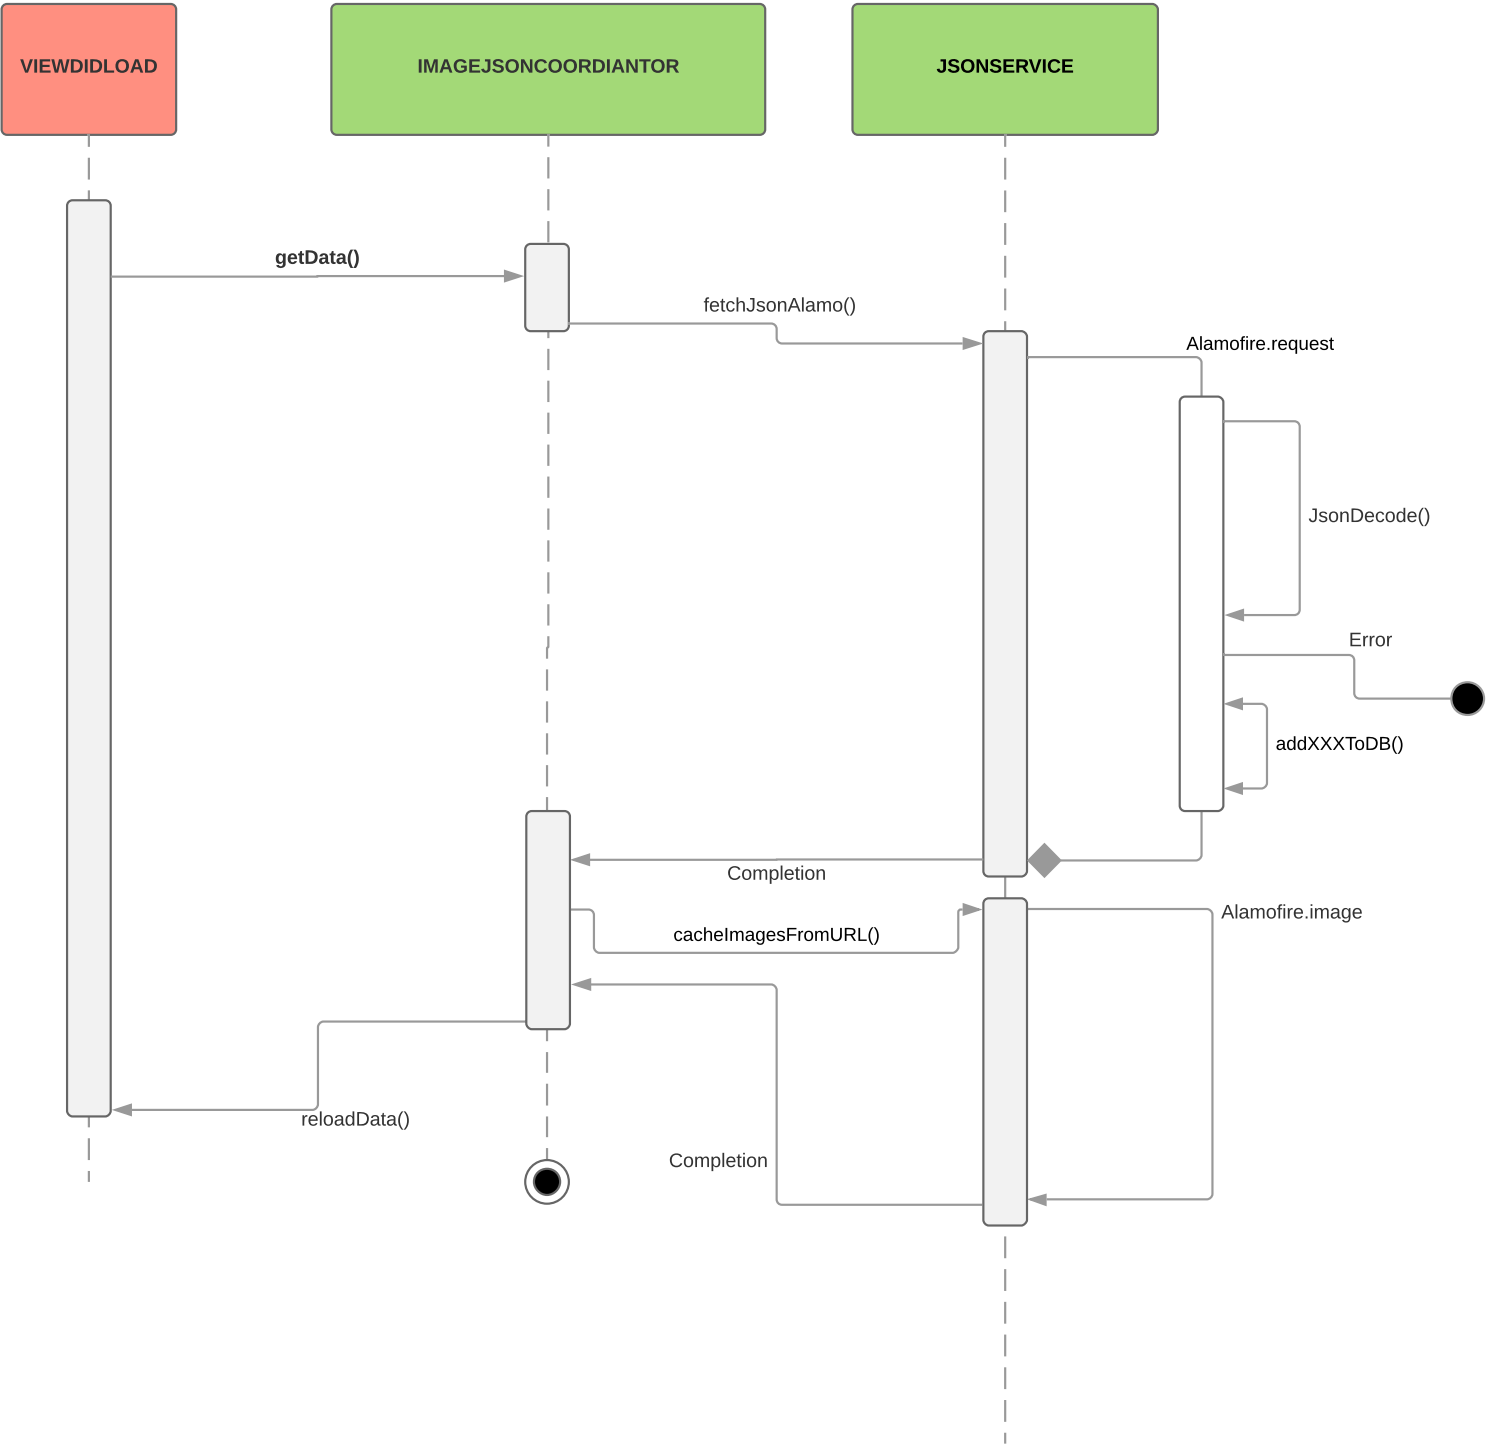 VIEWDIDLOAD
IMAGEJSONCOORDIANTOR
JSONSERVICE
getData()
fetchJsonAlamo()
Alamofire.request
JsonDecode()
Error
addXXXToDB()
Completion
Alamofire.image
cacheImagesFromURL()
reloadData()
Completion